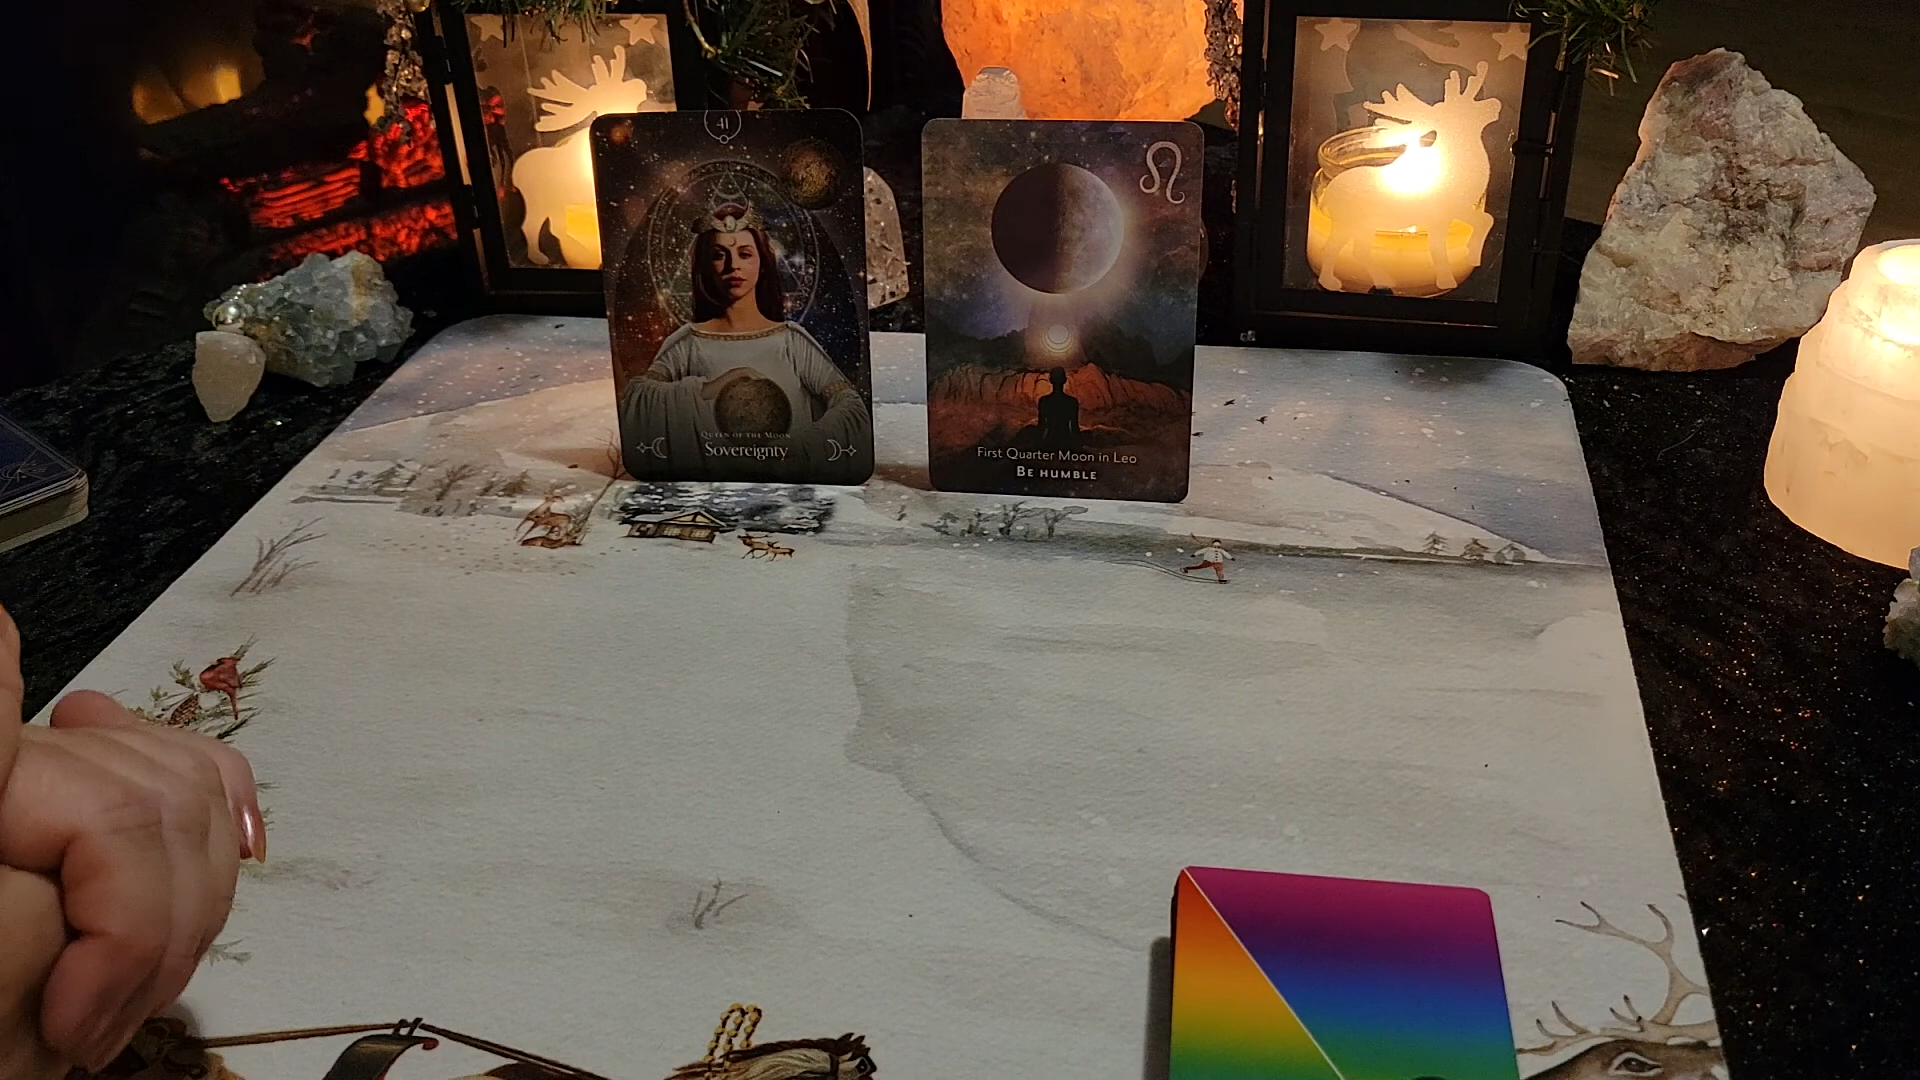 41
Queen of the Moon
Sovereignty
First Quarter Moon in Leo
Be humble